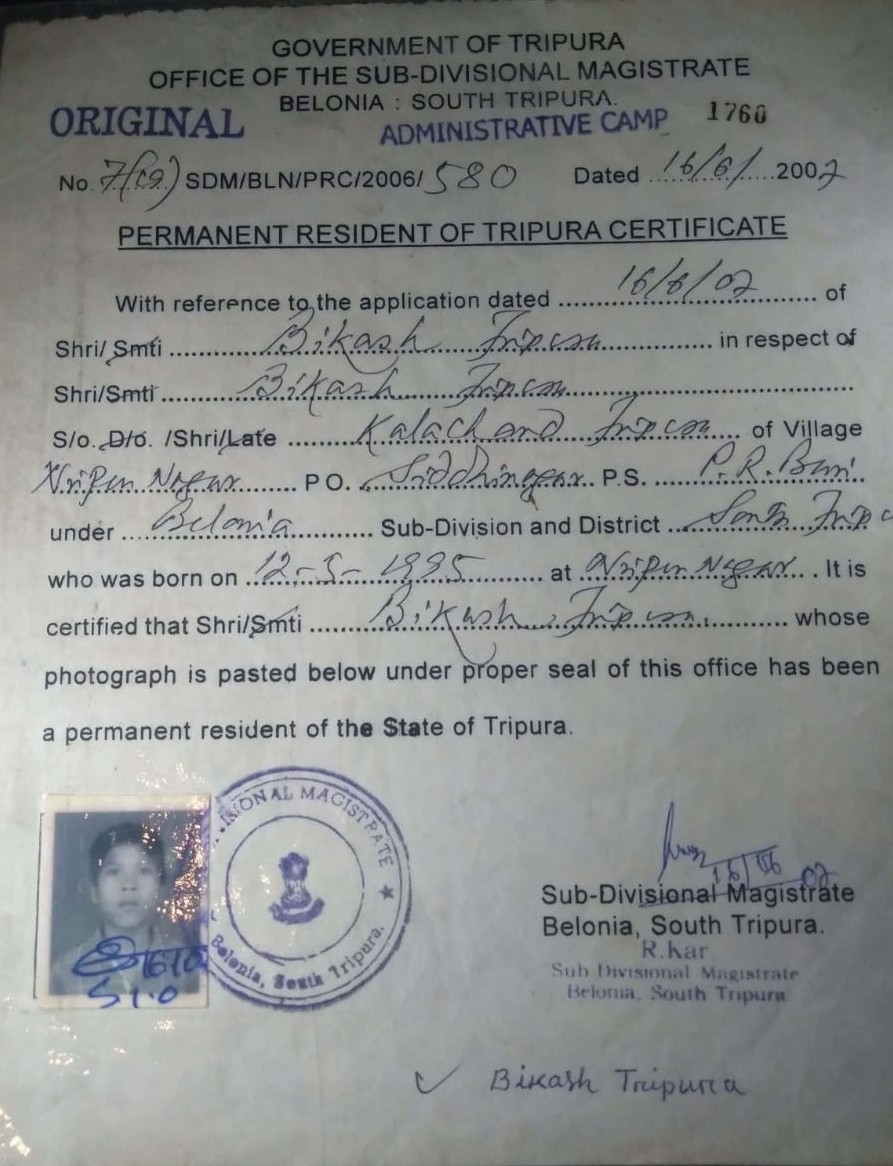 GOVERNMENT OF TRIPURA
OFFICE OF THE SUB-DIVISIONAL MAGISTRATE
BELONIA : SOUTH TRIPURA.
ORIGINAL ADMINISTRATIVE CAMP 1760
No. 7(19) SDM/BLN/PRC/2006/ 580 Dated 16/6/ 2007
PERMANENT RESIDENT OF TRIPURA CERTIFICATE
With reference to the application dated 16/6/07 of
Shri/ Smti Bikash Tripura in respect of
Shri/Smti Bikash Tripura
S/o. D/o. /Shri/Late Kalachand Tripura of Village
Nripen Nagar P O. Siddhinagar P.S. P.R. Bari
under Belonia Sub-Division and District South Trip
who was born on 12-5-1995 at Nripen Nagar. It is
certified that Shri/Smti Bikash Tripura whose
photograph is pasted below under proper seal of this office has been
a permanent resident of the State of Tripura.
SIONAL MAGISTRATE ★
Belonia, South Tripura.
16/06 07
Sub-Divisional Magistrate
Belonia, South Tripura.
R.Kar
Sub Divisional Magistrate
Belonia, South Tripura
Bikash Tripura